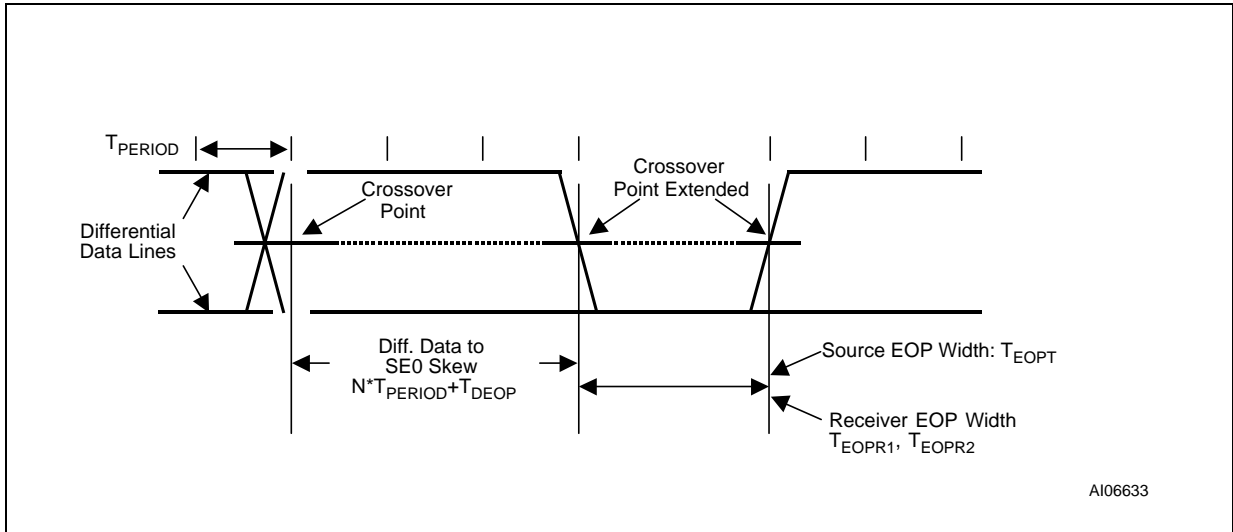 TPERIOD
Crossover
Point
Crossover
Point Extended
Differential
Data Lines
Diff. Data to
SE0 Skew
N*TPERIOD+TDEOP
Source EOP Width: TEOPT
Receiver EOP Width
TEOPR1, TEOPR2
AI06633